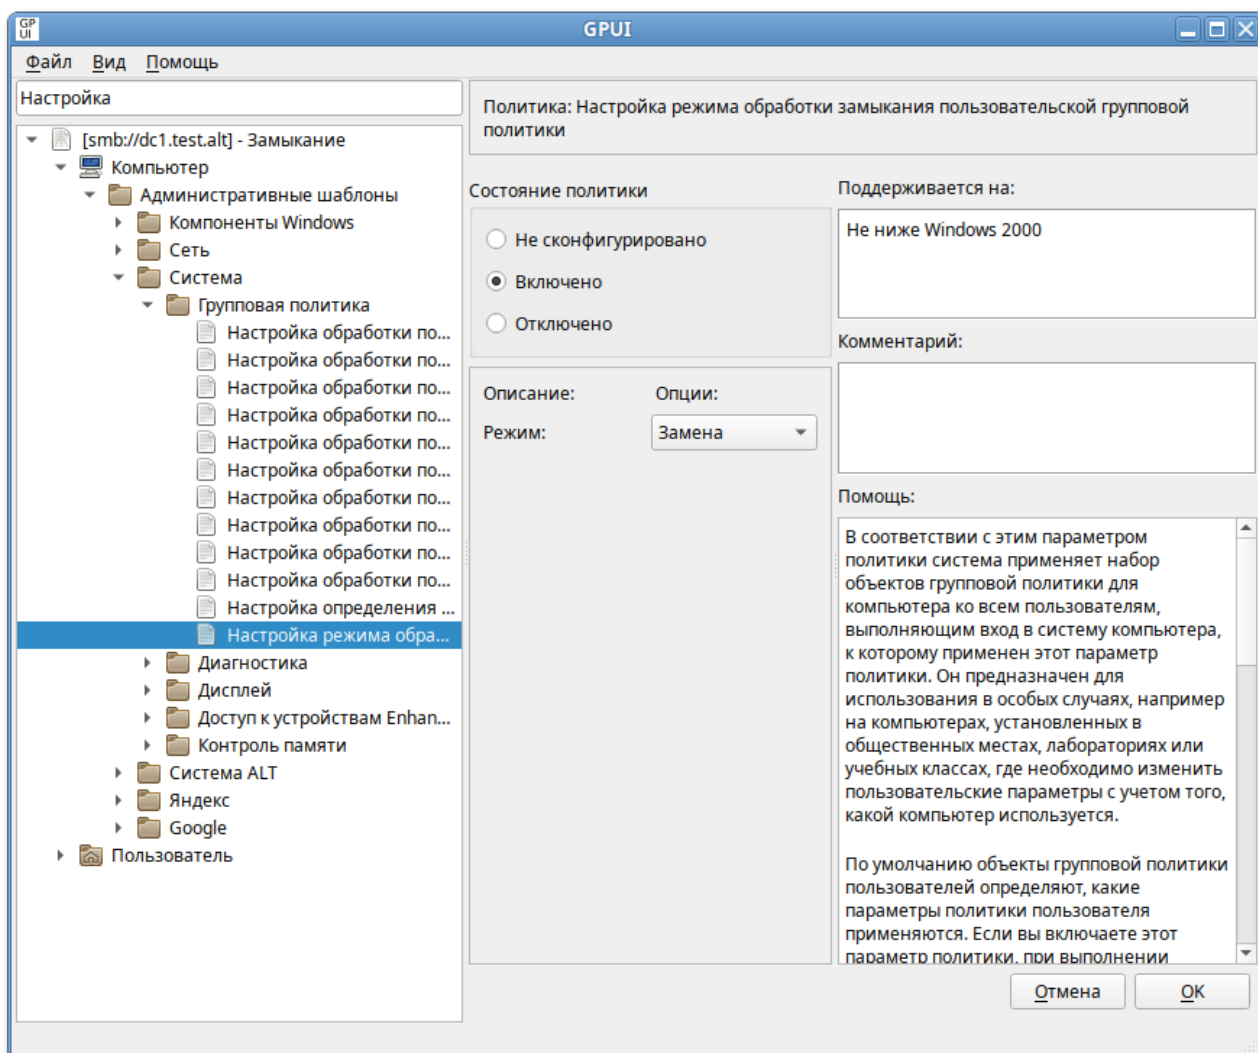 GP
UI
GPUI
Файл Вид Помощь
Настройка
[smb://dc1.test.alt] - Замыкание
Компьютер
Административные шаблоны
Компоненты Windows
Сеть
Система
Групповая политика
Настройка обработки по...
Настройка обработки по...
Настройка обработки по...
Настройка обработки по...
Настройка обработки по...
Настройка обработки по...
Настройка обработки по...
Настройка обработки по...
Настройка обработки по...
Настройка обработки по...
Настройка определения ...
Настройка режима обра...
Диагностика
Дисплей
Доступ к устройствам Enhan...
Контроль памяти
Система ALT
Яндекс
Google
Пользователь
Политика: Настройка режима обработки замыкания пользовательской групповой
политики
Состояние политики
Не сконфигурировано
Включено
Отключено
Описание: Опции:
Режим: Замена
Поддерживается на:
Не ниже Windows 2000
Комментарий:
Помощь:
В соответствии с этим параметром
политики система применяет набор
объектов групповой политики для
компьютера ко всем пользователям,
выполняющим вход в систему компьютера,
к которому применен этот параметр
политики. Он предназначен для
использования в особых случаях, например
на компьютерах, установленных в
общественных местах, лабораториях или
учебных классах, где необходимо изменить
пользовательские параметры с учетом того,
какой компьютер используется.
По умолчанию объекты групповой политики
пользователей определяют, какие
параметры политики пользователя
применяются. Если вы включаете этот
параметр политики, при выполнении
Отмена OK